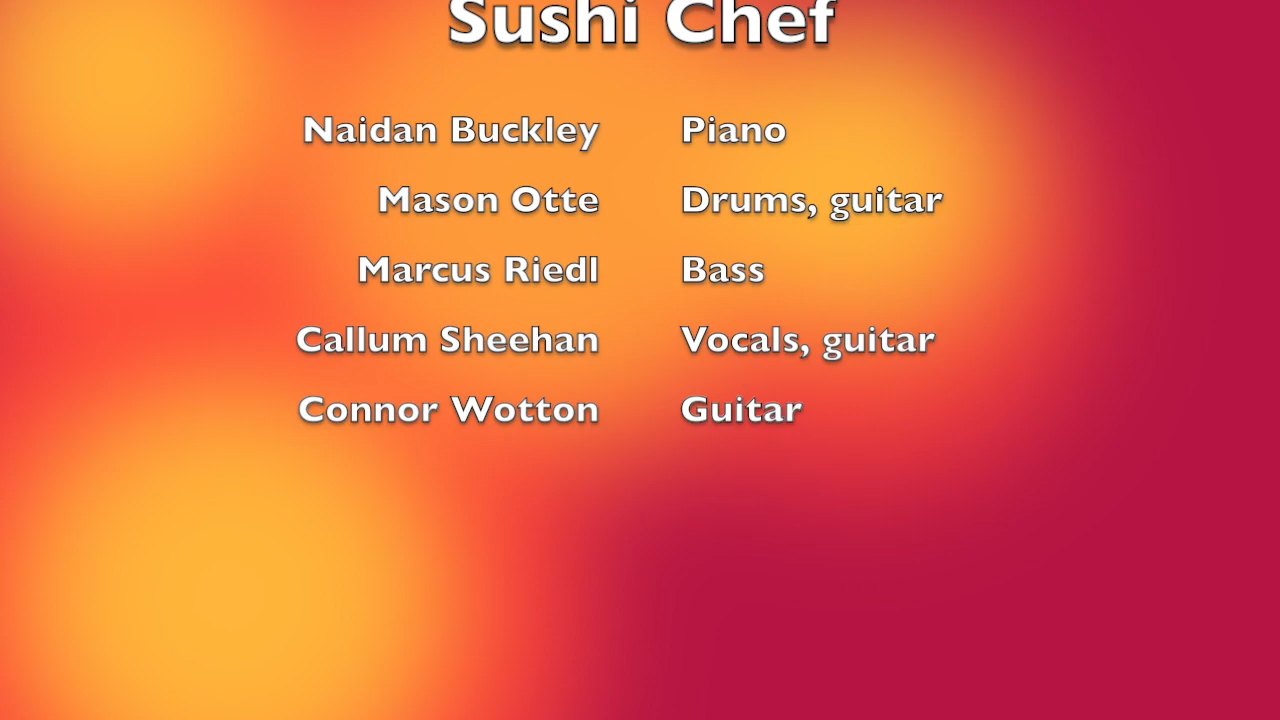 Sushi Chef
Naidan Buckley Piano
Mason Otte Drums, guitar
Marcus Riedl Bass
Callum Sheehan Vocals, guitar
Connor Wotton Guitar